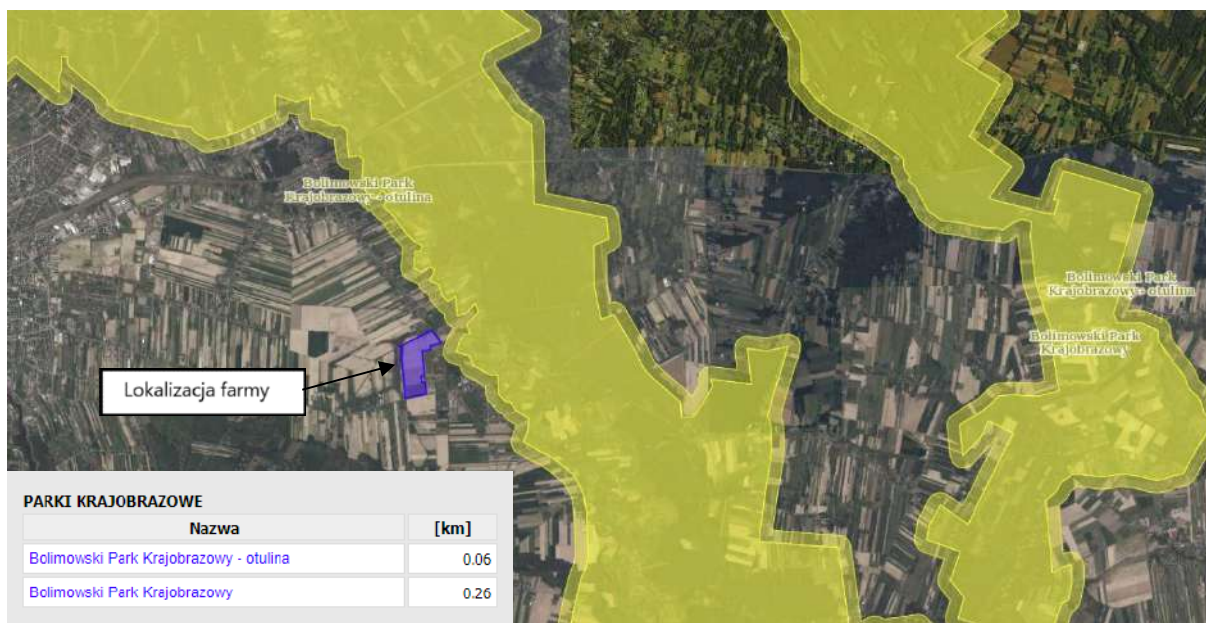 Bolimowski Park
Krajobrazowy - otulina
Bolimowski Park
Krajobrazowy - otulina
Bolimowski Park
Krajobrazowy
Lokalizacja farmy
PARKI KRAJOBRAZOWE
Nazwa [km]
Bolimowski Park Krajobrazowy - otulina 0.06
Bolimowski Park Krajobrazowy 0.26